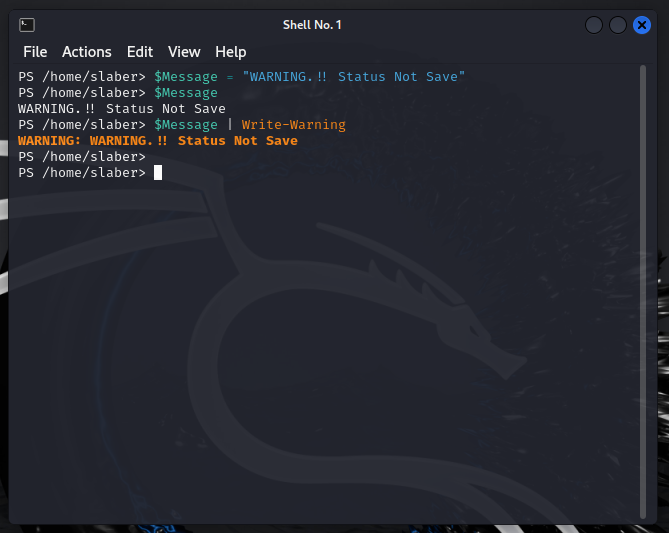 Shell No. 1
File Actions Edit View Help
PS /home/slaber> $Message = "WARNING.!! Status Not Save"
PS /home/slaber> $Message
WARNING.!! Status Not Save
PS /home/slaber> $Message | Write-Warning
WARNING: WARNING.!! Status Not Save
PS /home/slaber>
PS /home/slaber>